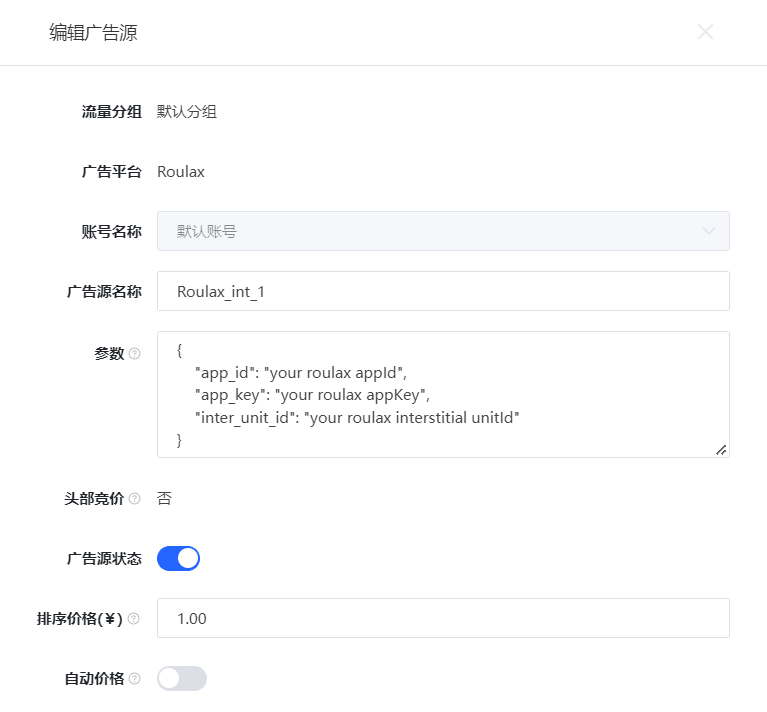 编辑广告源
流量分组 默认分组
广告平台 Roulax
账号名称 默认账号
广告源名称 Roulax_int_1
参数 {
"app_id": "your roulax appId",
"app_key": "your roulax appKey",
"inter_unit_id": "your roulax interstitial unitId"
}
头部竞价 否
广告源状态
排序价格(¥) 1.00
自动价格